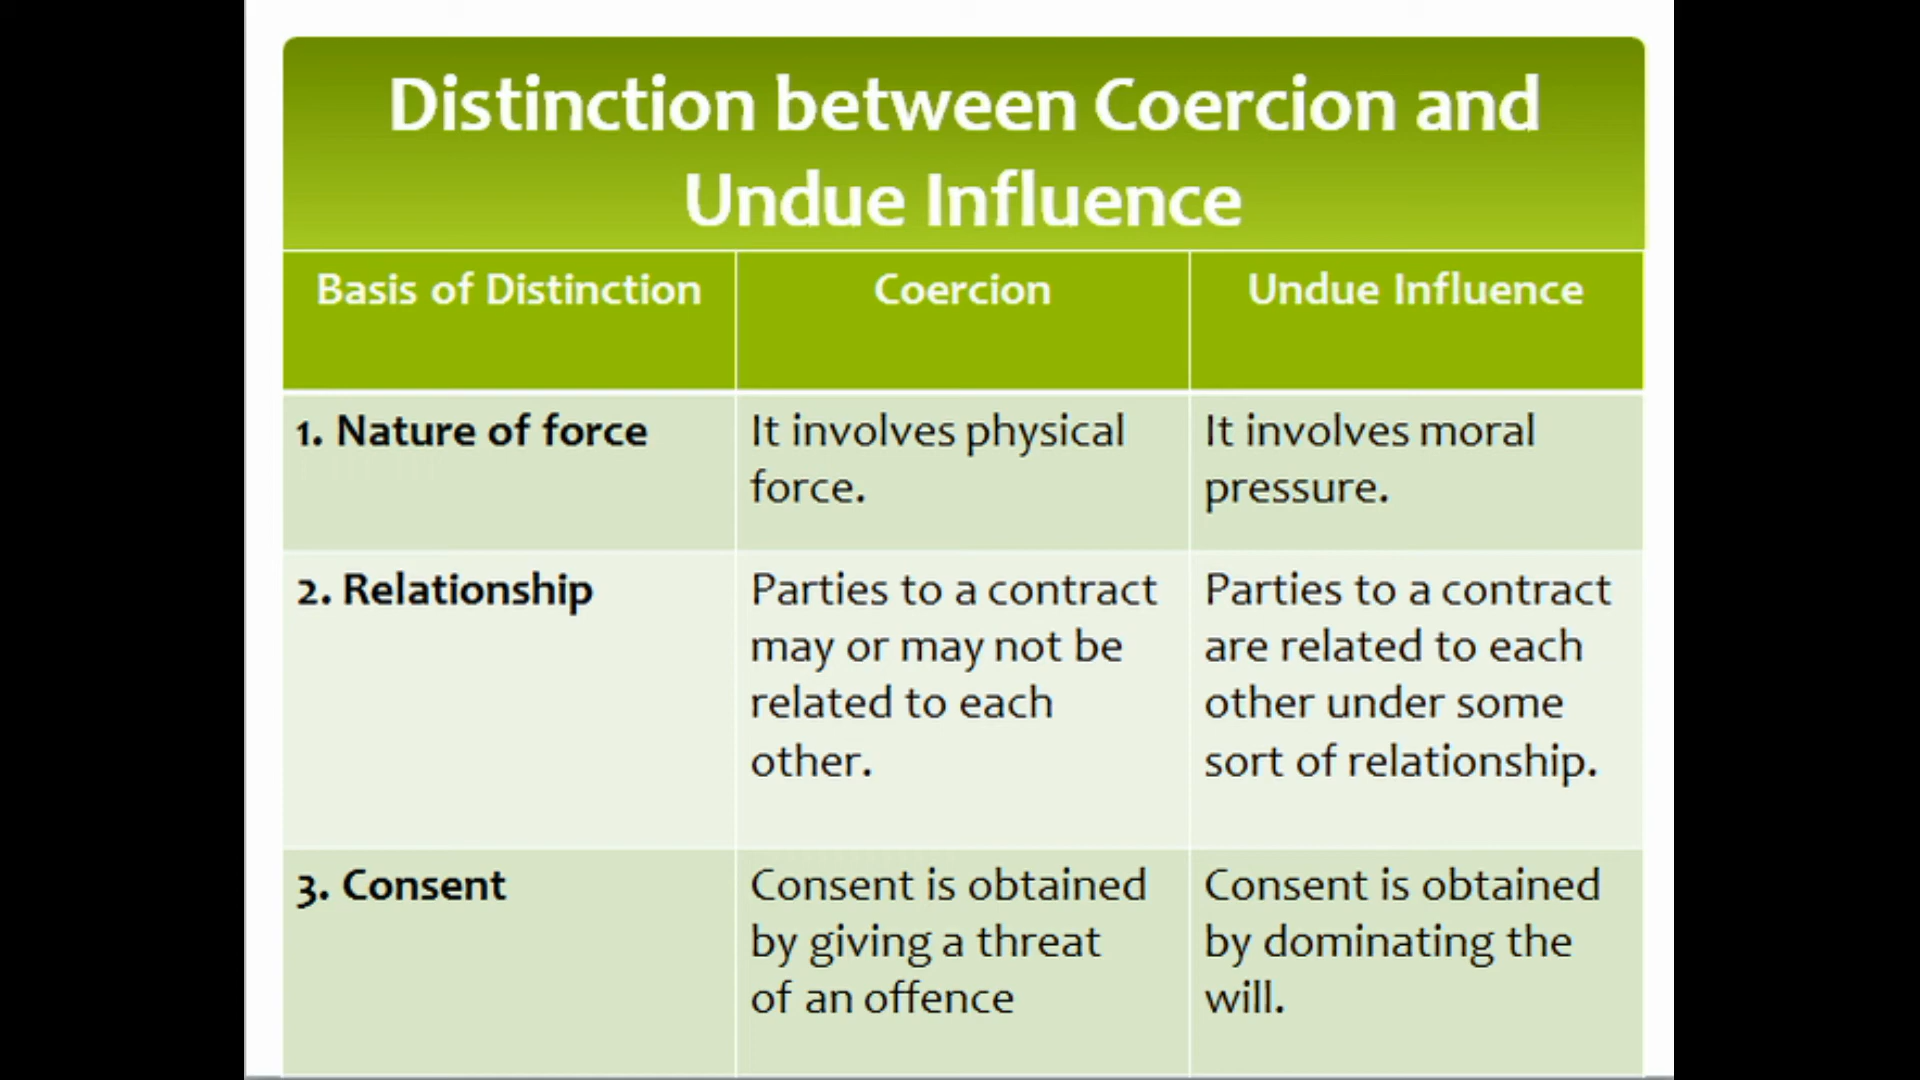 Distinction between Coercion and
Undue Influence
Basis of Distinction
Coercion
Undue Influence
1. Nature of force
It involves physical
force.
It involves moral
pressure.
2. Relationship
Parties to a contract
may or may not be
related to each
other.
Parties to a contract
are related to each
other under some
sort of relationship.
3. Consent
Consent is obtained
by giving a threat
of an offence
Consent is obtained
by dominating the
will.